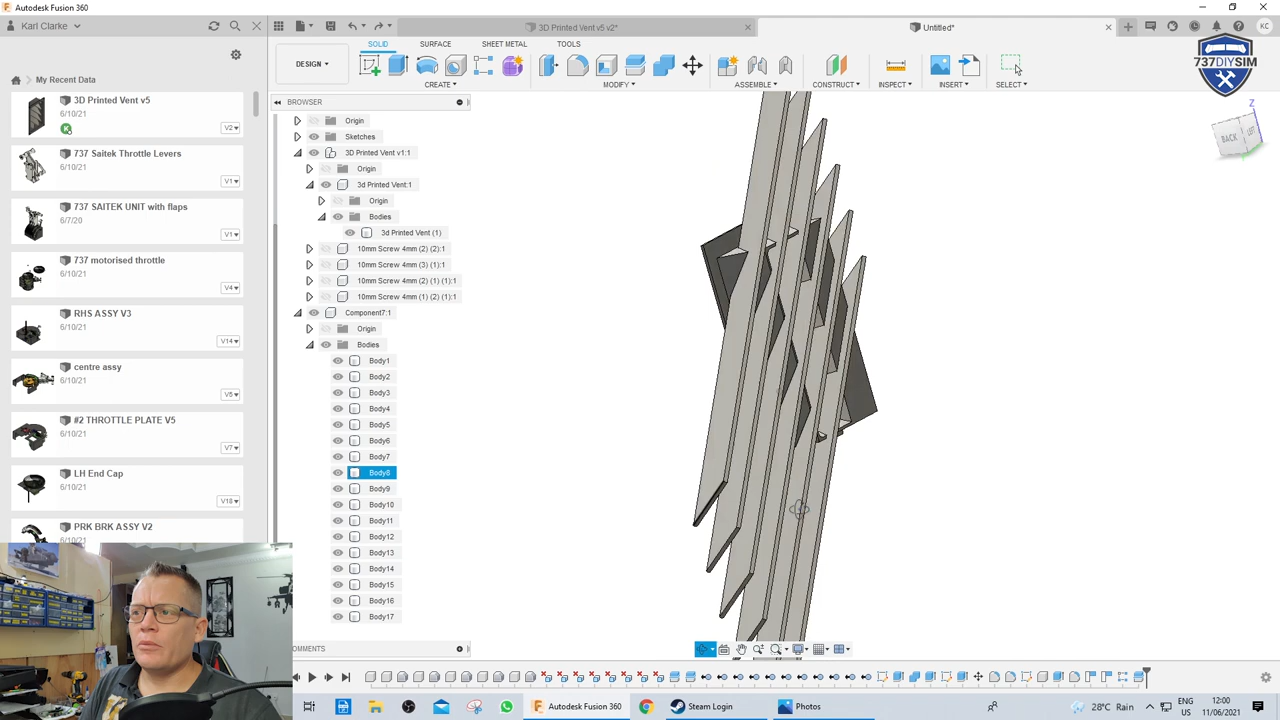 Autodesk Fusion 360
Karl Clarke
3D Printed Vent v5 v2*
Untitled*
KC
SOLID
SURFACE
SHEET METAL
TOOLS
DESIGN
CREATE
MODIFY
ASSEMBLE
CONSTRUCT
INSPECT
INSERT
SELECT
737DIYSIM
My Recent Data
BROWSER
3D Printed Vent v5
6/10/21
V2
K
737 Saitek Throttle Levers
6/10/21
V1
737 SAITEK UNIT with flaps
6/7/20
V1
737 motorised throttle
6/10/21
V4
RHS ASSY V3
6/10/21
V14
centre assy
6/10/21
V5
#2 THROTTLE PLATE V5
6/10/21
V7
LH End Cap
6/10/21
V18
PRK BRK ASSY V2
6/10/21
Origin
Sketches
3D Printed Vent v1:1
Origin
3d Printed Vent:1
Origin
Bodies
3d Printed Vent (1)
10mm Screw 4mm (2) (2):1
10mm Screw 4mm (3) (1):1
10mm Screw 4mm (2) (1) (1):1
10mm Screw 4mm (1) (2) (1):1
Component7:1
Origin
Bodies
Body1
Body2
Body3
Body4
Body5
Body6
Body7
Body8
Body9
Body10
Body11
Body12
Body13
Body14
Body15
Body16
Body17
OMMENTS
Z
BACK
LEFT
Autodesk Fusion 360
Steam Login
Photos
28°C Rain
ENG
US
12:00
11/06/2021